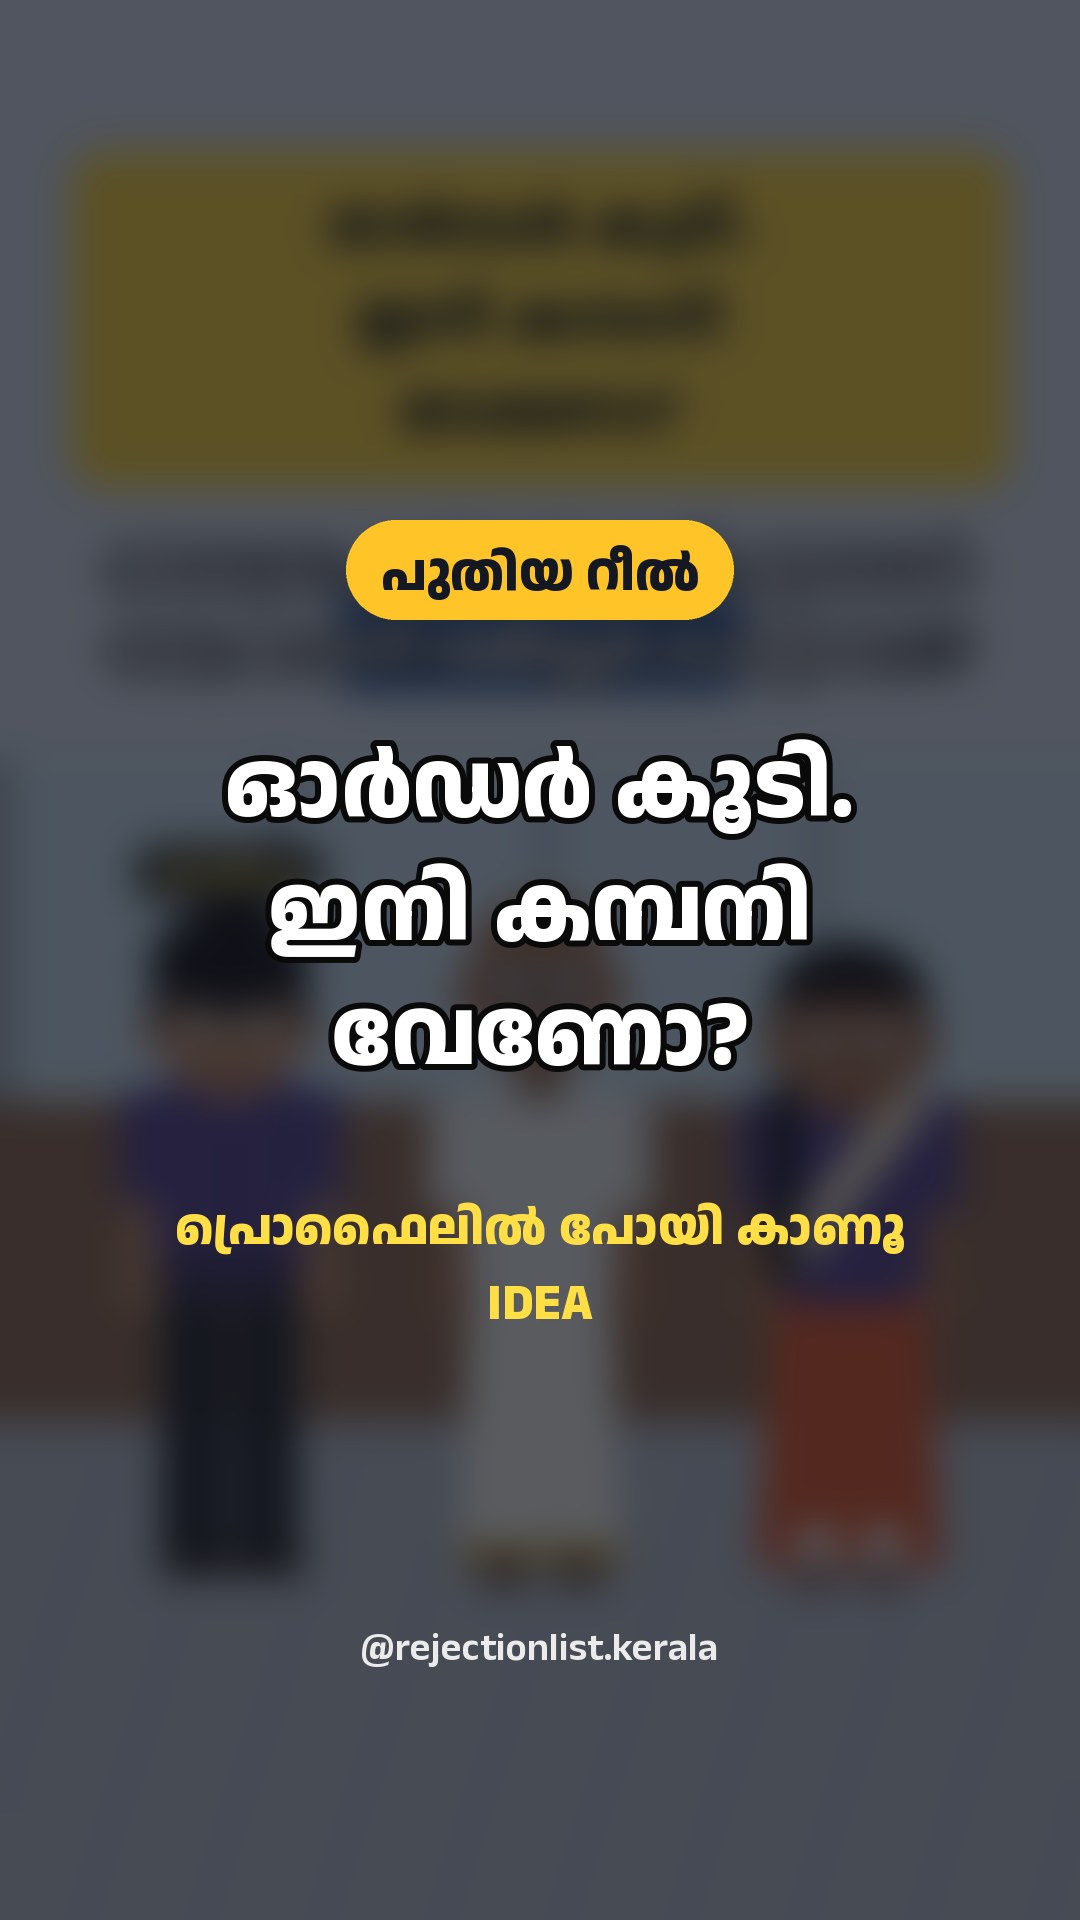 പുതിയ റീൽ
ഓർഡർ കൂടി.
ഇനി കമ്പനി
വേണോ?
പ്രൊഫൈലിൽ പോയി കാണൂ
IDEA
@rejectionlist.kerala